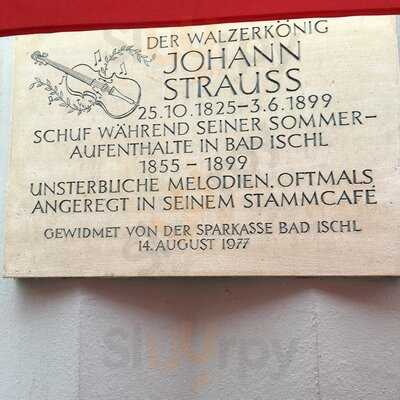 DER WALZERKÖNIG
JOHANN
STRAUSS
25.10.1825–3.6.1899
SCHUF WÄHREND SEINER SOMMER–
AUFENTHALTE IN BAD ISCHL
1855 – 1899
UNSTERBLICHE MELODIEN, OFTMALS
ANGEREGT IN SEINEM STAMMCAFÉ
GEWIDMET VON DER SPARKASSE BAD ISCHL
14. AUGUST 1977
Sluurpy